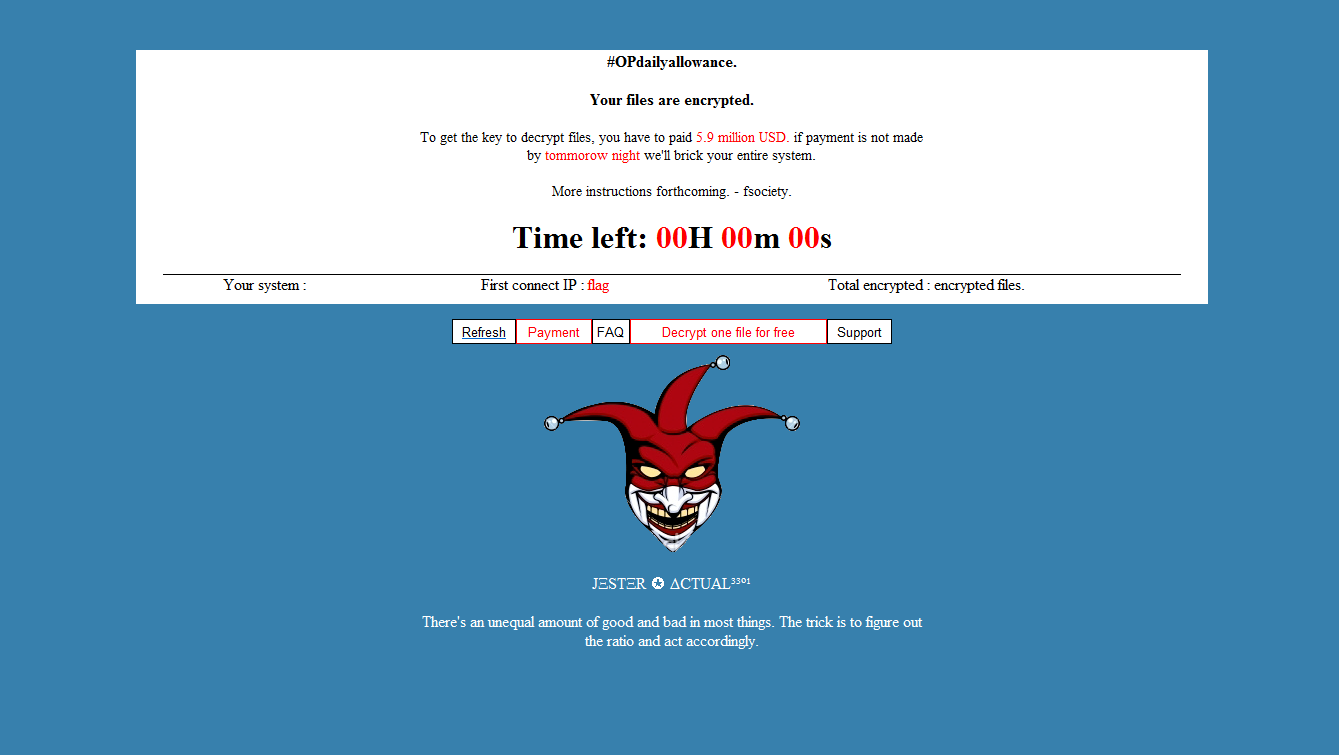 #OPdailyallowance.
Your files are encrypted.
To get the key to decrypt files, you have to paid 5.9 million USD. if payment is not made
by tommorow night we'll brick your entire system.
More instructions forthcoming. - fsociety.
Time left: 00H 00m 00s
Your system : First connect IP : flag Total encrypted : encrypted files.
Refresh Payment FAQ Decrypt one file for free Support
JΞSTΞR ✪ ΔCTUAL³³⁰¹
There's an unequal amount of good and bad in most things. The trick is to figure out
the ratio and act accordingly.